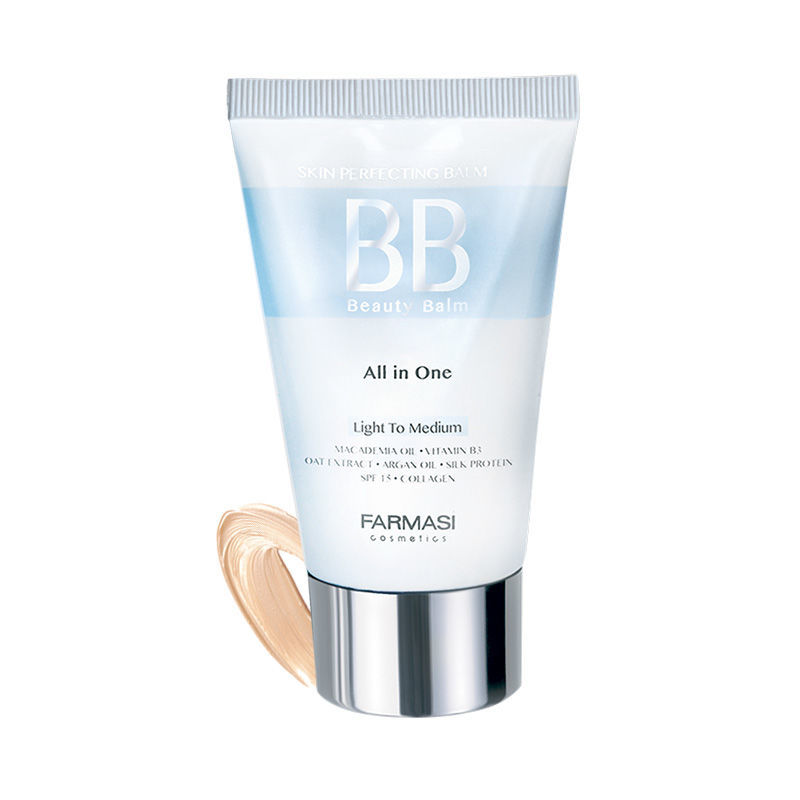 SKIN PERFECTING BALM
BB
Beauty Balm
All in One
Light To Medium
MACADEMIA OIL • VITAMIN B3
OAT EXTRACT • ARGAN OIL • SILK PROTEIN
SPF 15 • COLLAGEN
FARMASI
cosmetics